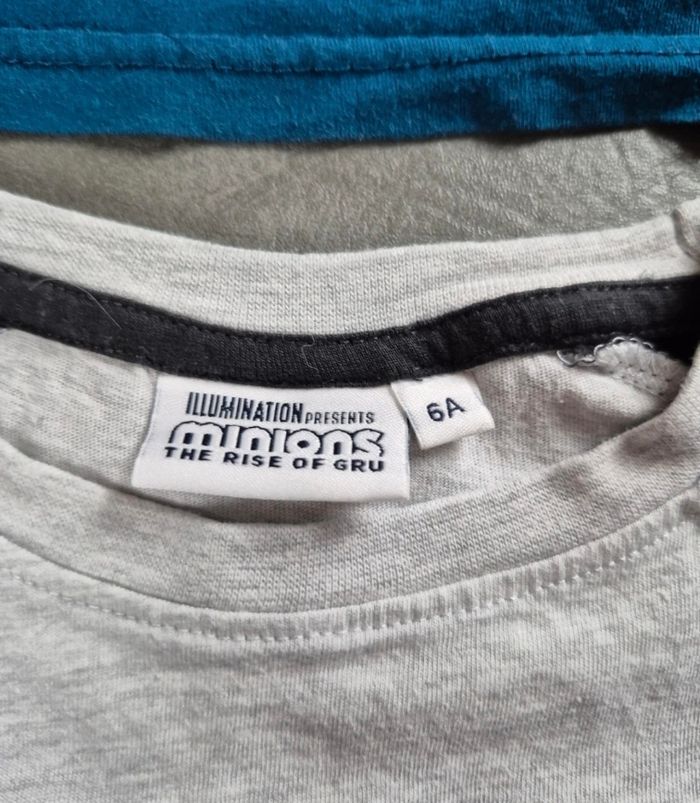 ILLUMINATION PRESENTS
minions
THE RISE OF GRU
6A